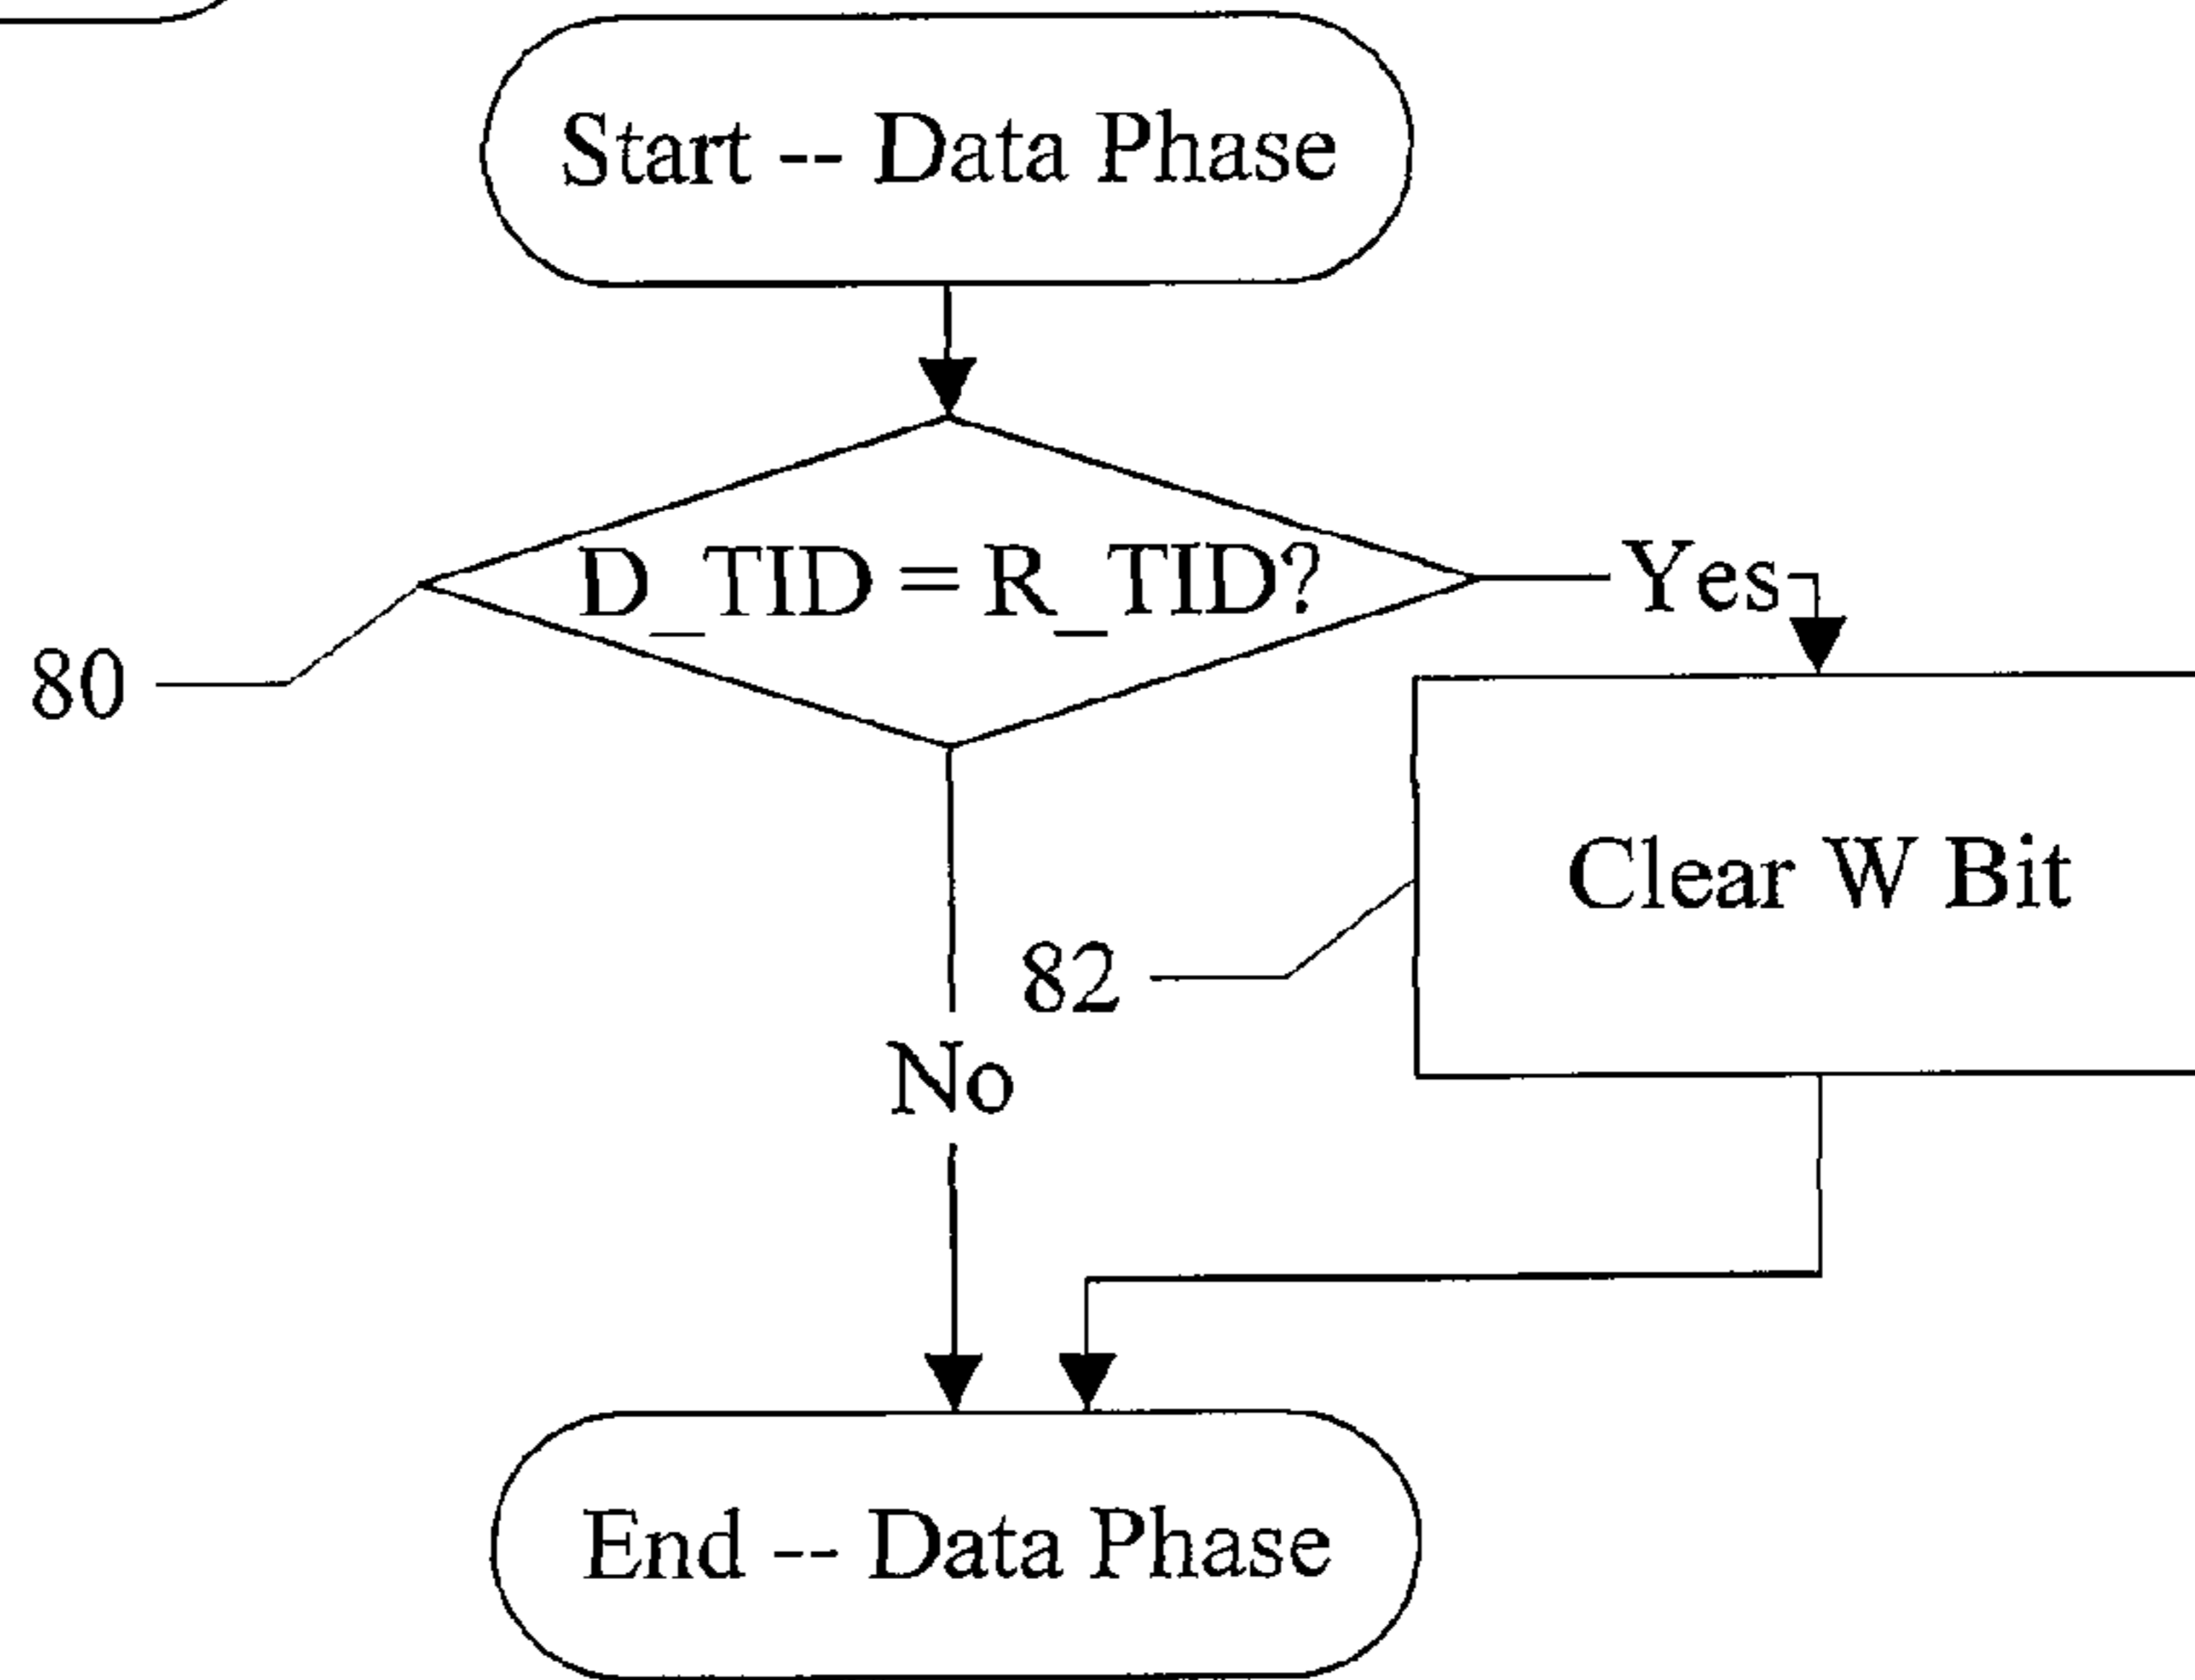 Start -- Data Phase
D_TID = R_TID?
Yes
80
Clear W Bit
82
No
End -- Data Phase